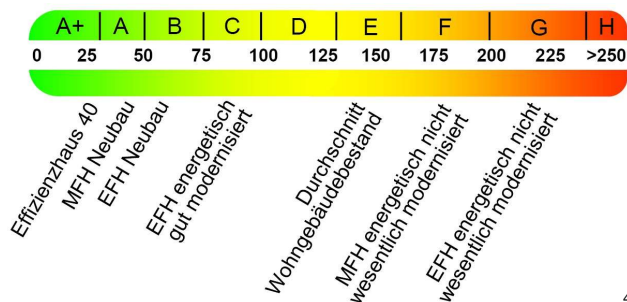 A+ A B C D E F G H
0 25 50 75 100 125 150 175 200 225 >250
Effizienzhaus 40
MFH Neubau
EFH Neubau
EFH energetisch
gut modernisiert
Durchschnitt
Wohngebäudebestand
MFH energetisch nicht
wesentlich modernisiert
EFH energetisch nicht
wesentlich modernisiert
4